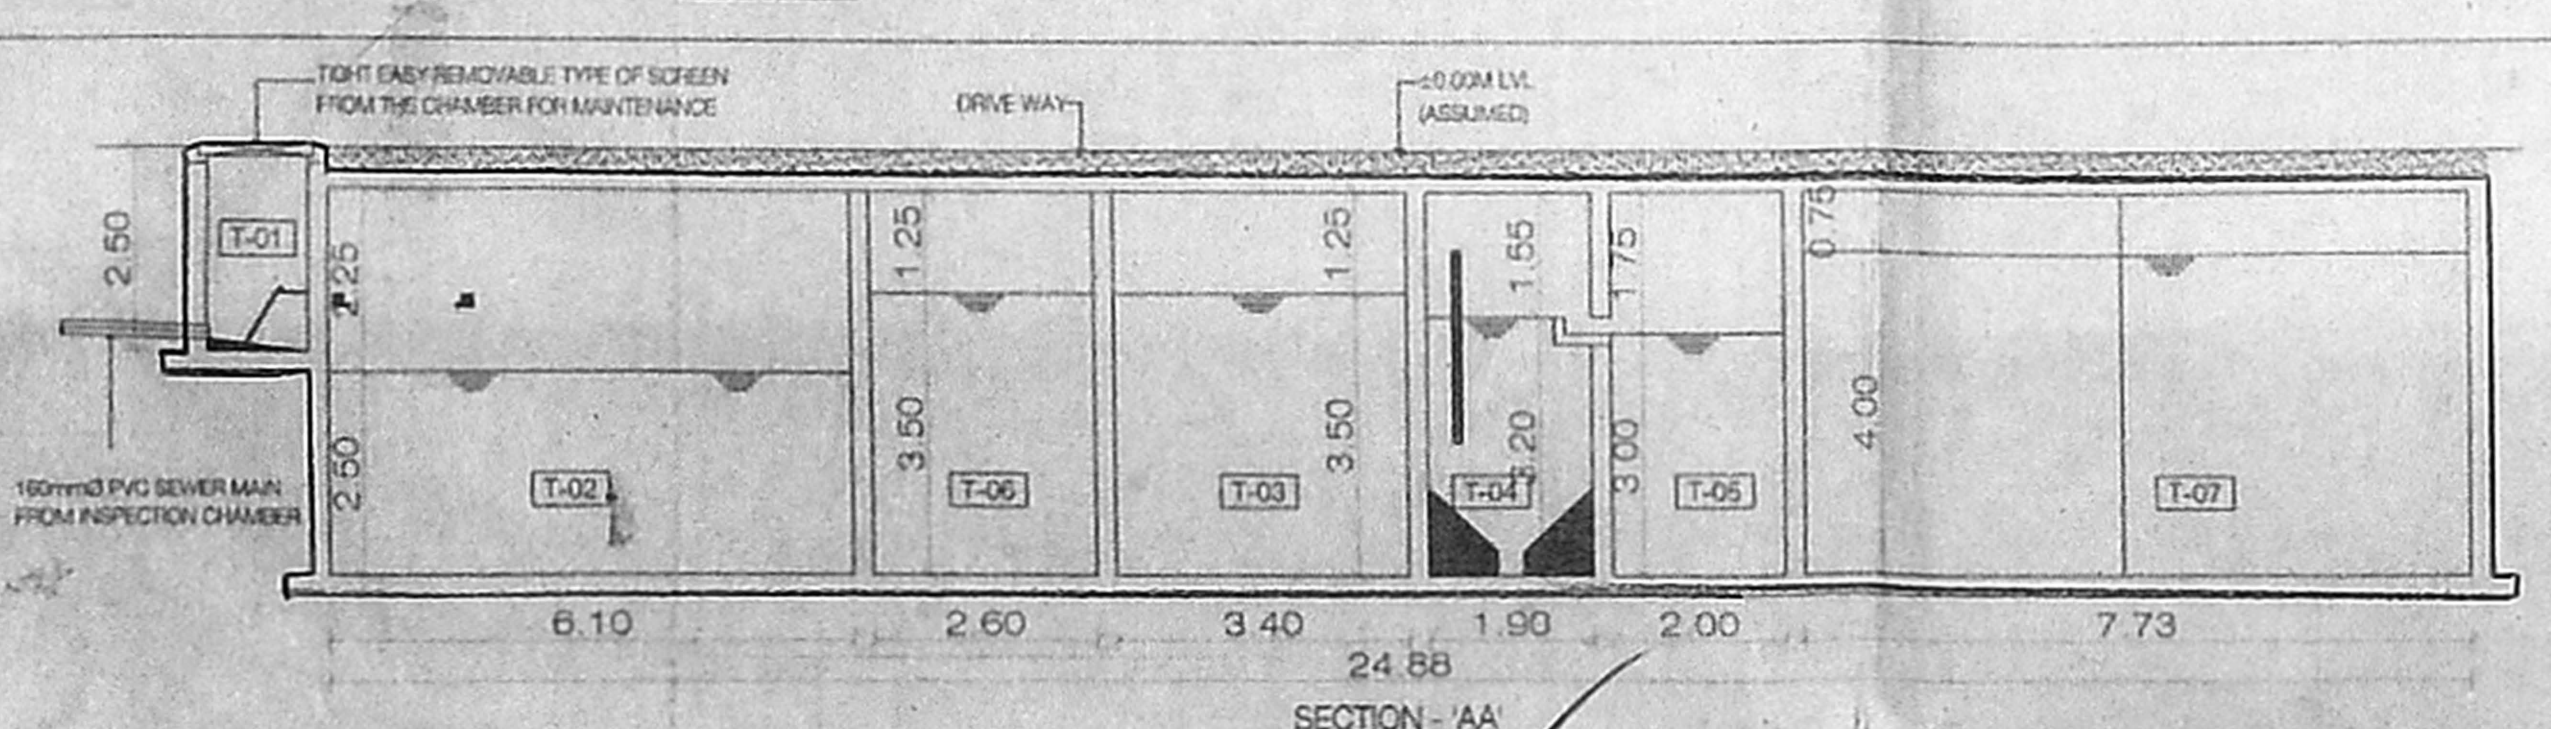 TIGHT EASY REMOVABLE TYPE OF SCREEN
FROM THE CHAMBER FOR MAINTENANCE
DRIVE WAY
±0.00M LVL
(ASSUMED)
2.50
T-01
2.25
1.25
1.25
1.65
1.75
0.75
160mmØ PVC SEWER MAIN
FROM INSPECTION CHAMBER
2.50
T-02
3.50
T-06
T-03
3.50
T-04
3.20
3.00
T-05
4.00
T-07
6.10
2.60
3.40
1.90
2.00
7.73
24.88
SECTION - 'AA'